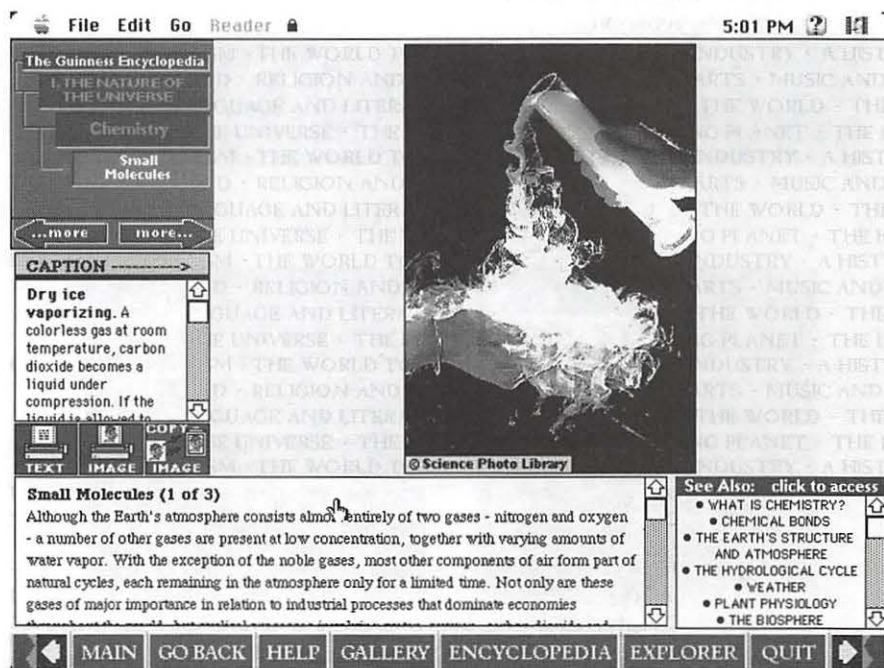 File Edit Go Reader 5:01 PM
The Guinness Encyclopedia
I. THE NATURE OF
THE UNIVERSE
Chemistry
Small
Molecules
...more more...
CAPTION ---------->
Dry ice
vaporizing. A
colorless gas at room
temperature, carbon
dioxide becomes a
liquid under
compression. If the
liquid is allowed to
TEXT IMAGE COPY IMAGE
© Science Photo Library
Small Molecules (1 of 3)
Although the Earth's atmosphere consists almost entirely of two gases - nitrogen and oxygen
- a number of other gases are present at low concentration, together with varying amounts of
water vapor. With the exception of the noble gases, most other components of air form part of
natural cycles, each remaining in the atmosphere only for a limited time. Not only are these
gases of major importance in relation to industrial processes that dominate economies
See Also: click to access
• WHAT IS CHEMISTRY?
• CHEMICAL BONDS
• THE EARTH'S STRUCTURE
AND ATMOSPHERE
• THE HYDROLOGICAL CYCLE
• WEATHER
• PLANT PHYSIOLOGY
• THE BIOSPHERE
MAIN GO BACK HELP GALLERY ENCYCLOPEDIA EXPLORER QUIT